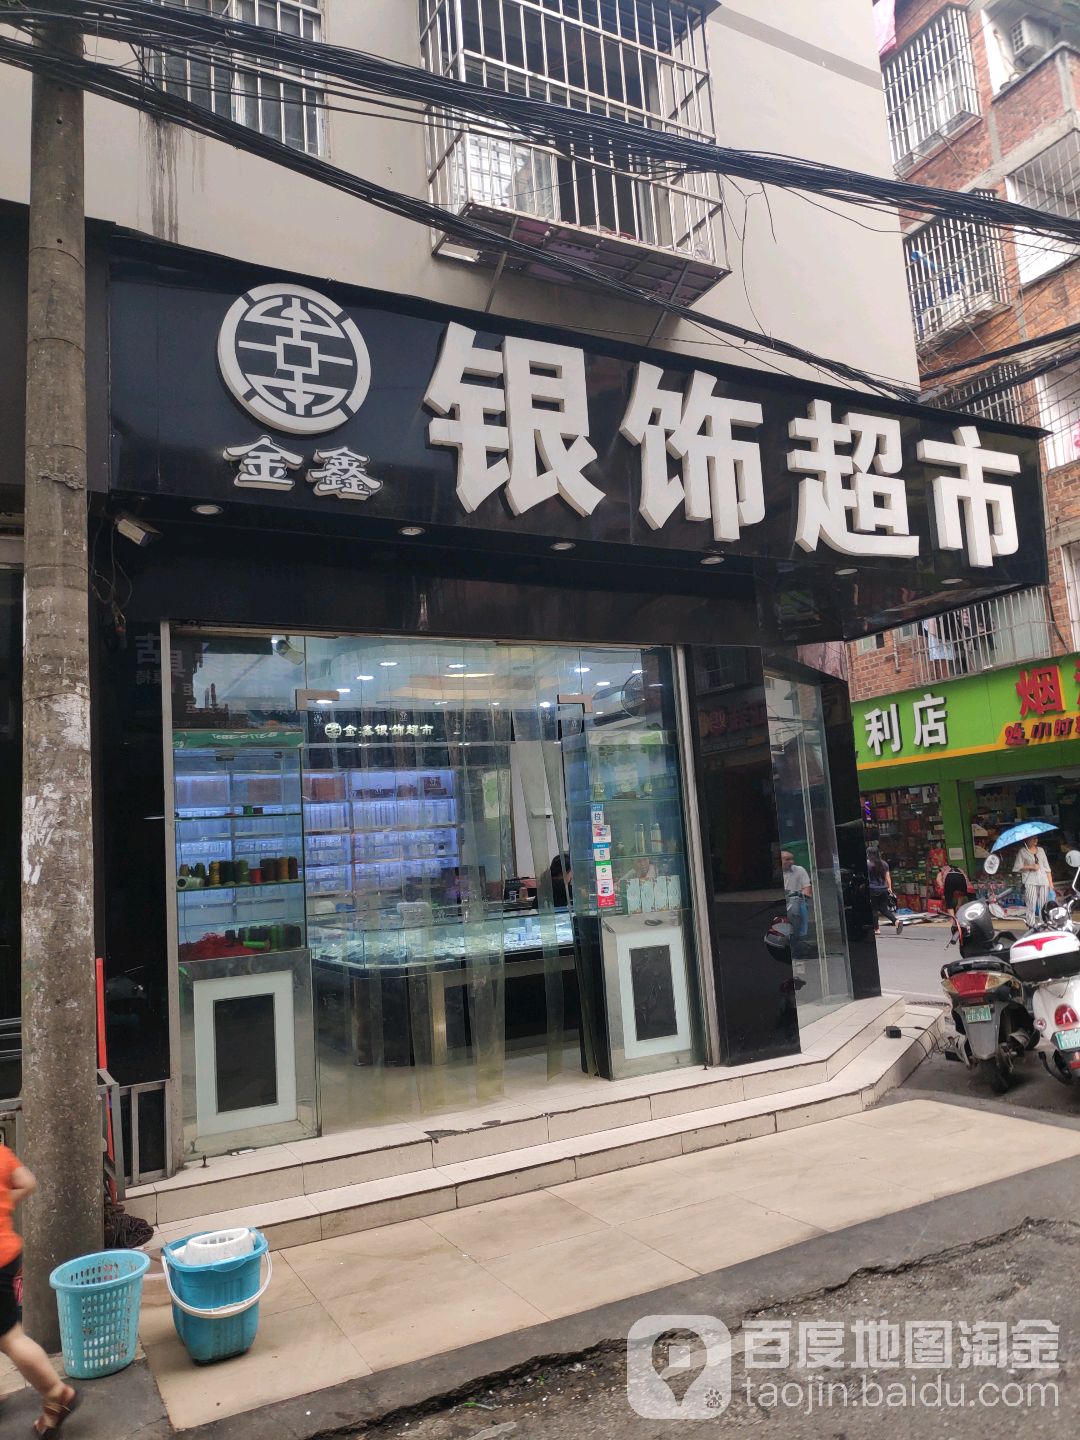 金鑫
银饰超市
金鑫银饰超市
利店
烟
百度地图淘金
taojin.baidu.com